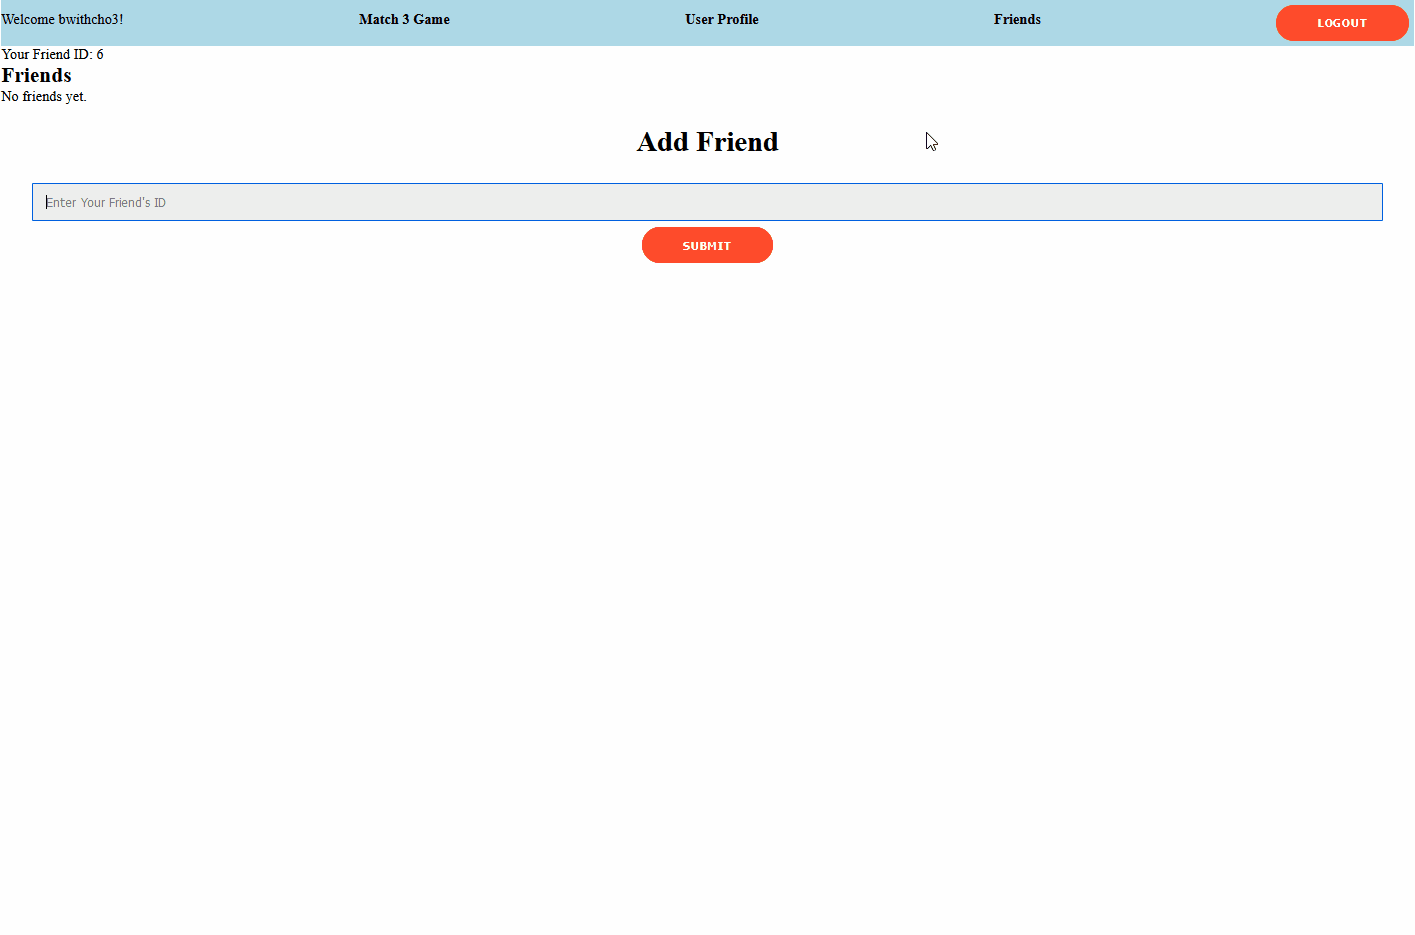 Welcome bwithcho3!
Match 3 Game
User Profile
Friends
LOGOUT
Your Friend ID: 6
Friends
No friends yet.
Add Friend
Enter Your Friend's ID
SUBMIT